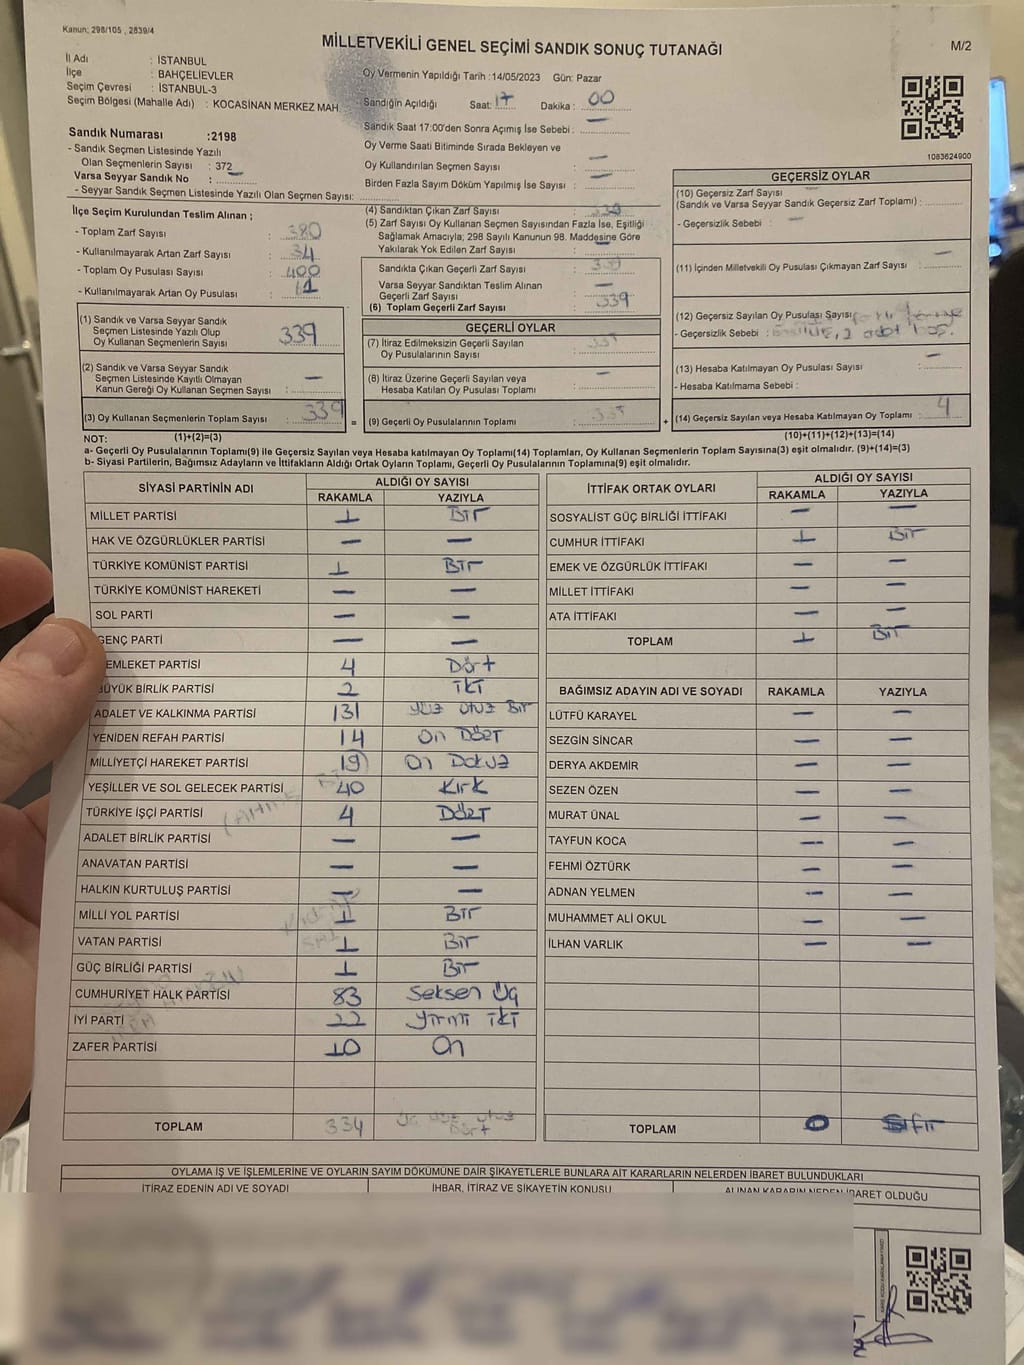 Kanun; 298/105 , 2839/4
MİLLETVEKİLİ GENEL SEÇİMİ SANDIK SONUÇ TUTANAĞI
M/2
İl Adı : İSTANBUL
İlçe : BAHÇELİEVLER
Seçim Çevresi : İSTANBUL-3
Seçim Bölgesi (Mahalle Adı) : KOCASİNAN MERKEZ MAH.
Oy Vermenin Yapıldığı Tarih :14/05/2023 Gün: Pazar
Sandığın Açıldığı Saat: 17 Dakika : 00
Sandık Saat 17:00'den Sonra Açımış İse Sebebi : —
Oy Verme Saati Bitiminde Sırada Bekleyen ve
Oy Kullandırılan Seçmen Sayısı : —
Birden Fazla Sayım Döküm Yapılmış İse Sayısı : —
1083624900
Sandık Numarası :2198
- Sandık Seçmen Listesinde Yazılı
Olan Seçmenlerin Sayısı : 372
Varsa Seyyar Sandık No :
- Seyyar Sandık Seçmen Listesinde Yazılı Olan Seçmen Sayısı:
İlçe Seçim Kurulundan Teslim Alınan ;
- Toplam Zarf Sayısı : 380
- Kullanılmayarak Artan Zarf Sayısı : 34
- Toplam Oy Pusulası Sayısı : 400
- Kullanılmayarak Artan Oy Pusulası :
(1) Sandık ve Varsa Seyyar Sandık
Seçmen Listesinde Yazılı Olup
Oy Kullanan Seçmenlerin Sayısı 339
(2) Sandık ve Varsa Seyyar Sandık
Seçmen Listesinde Kayıtlı Olmayan
Kanun Gereği Oy Kullanan Seçmen Sayısı : —
(3) Oy Kullanan Seçmenlerin Toplam Sayısı : 339
(4) Sandıktan Çıkan Zarf Sayısı : 339
(5) Zarf Sayısı Oy Kullanan Seçmen Sayısından Fazla İse, Eşitliği
Sağlamak Amacıyla; 298 Sayılı Kanunun 98. Maddesine Göre
Yakılarak Yok Edilen Zarf Sayısı : —
Sandıkta Çıkan Geçerli Zarf Sayısı : 339
Varsa Seyyar Sandıktan Teslim Alınan
Geçerli Zarf Sayısı : —
(6) Toplam Geçerli Zarf Sayısı : 339
GEÇERLİ OYLAR
(7) İtiraz Edilmeksizin Geçerli Sayılan
Oy Pusulalarının Sayısı : 335
(8) İtiraz Üzerine Geçerli Sayılan veya
Hesaba Katılan Oy Pusulası Toplamı : —
= (9) Geçerli Oy Pusulalarının Toplamı : 335
GEÇERSİZ OYLAR
(10) Geçersiz Zarf Sayısı —
(Sandık ve Varsa Seyyar Sandık Geçersiz Zarf Toplamı) :
- Geçersizlik Sebebi : —
(11) İçinden Milletvekili Oy Pusulası Çıkmayan Zarf Sayısı : —
(12) Geçersiz Sayılan Oy Pusulası Sayısı
- Geçersizlik Sebebi : 2 adet
(13) Hesaba Katılmayan Oy Pusulası Sayısı : —
- Hesaba Katılmama Sebebi :
+ (14) Geçersiz Sayılan veya Hesaba Katılmayan Oy Toplamı : 4
NOT: (1)+(2)=(3) (10)+(11)+(12)+(13)=(14)
a- Geçerli Oy Pusulalarının Toplamı(9) ile Geçersiz Sayılan veya Hesaba katılmayan Oy Toplamı(14) Toplamları, Oy Kullanan Seçmenlerin Toplam Sayısına(3) eşit olmalıdır. (9)+(14)=(3)
b- Siyasi Partilerin, Bağımsız Adayların ve İttifakların Aldığı Ortak Oyların Toplamı, Geçerli Oy Pusulalarının Toplamına(9) eşit olmalıdır.
SİYASİ PARTİNİN ADI ALDIĞI OY SAYISI
RAKAMLA YAZIYLA
MİLLET PARTİSİ 1 Bir
HAK VE ÖZGÜRLÜKLER PARTİSİ — —
TÜRKİYE KOMÜNİST PARTİSİ 1 Bir
TÜRKİYE KOMÜNİST HAREKETİ — —
SOL PARTİ — —
GENÇ PARTİ — —
EMLEKET PARTİSİ 4 Dört
BÜYÜK BİRLİK PARTİSİ 2 İKİ
ADALET VE KALKINMA PARTİSİ 131 yüz otuz Bir
YENİDEN REFAH PARTİSİ 14 On Dört
MİLLİYETÇİ HAREKET PARTİSİ 19 On Dokuz
YEŞİLLER VE SOL GELECEK PARTİSİ 40 Kırk
TÜRKİYE İŞÇİ PARTİSİ 4 Dört
ADALET BİRLİK PARTİSİ — —
ANAVATAN PARTİSİ — —
HALKIN KURTULUŞ PARTİSİ — —
MİLLİ YOL PARTİSİ 1 Bir
VATAN PARTİSİ 1 Bir
GÜÇ BİRLİĞİ PARTİSİ 1 Bir
CUMHURİYET HALK PARTİSİ 83 Seksen Üç
İYİ PARTİ 22 yirmi iki
ZAFER PARTİSİ 10 On
TOPLAM 334 Üç yüz otuz
Dört
İTTİFAK ORTAK OYLARI ALDIĞI OY SAYISI
RAKAMLA YAZIYLA
SOSYALİST GÜÇ BİRLİĞİ İTTİFAKI — —
CUMHUR İTTİFAKI 1 Bir
EMEK VE ÖZGÜRLÜK İTTİFAKI — —
MİLLET İTTİFAKI — —
ATA İTTİFAKI — —
TOPLAM 1 Bir
BAĞIMSIZ ADAYIN ADI VE SOYADI RAKAMLA YAZIYLA
LÜTFÜ KARAYEL — —
SEZGİN SİNCAR — —
DERYA AKDEMİR — —
SEZEN ÖZEN — —
MURAT ÜNAL — —
TAYFUN KOCA — —
FEHMİ ÖZTÜRK — —
ADNAN YELMEN — —
MUHAMMET ALİ OKUL — —
İLHAN VARLIK — —
TOPLAM 0 Sıfır
OYLAMA İŞ VE İŞLEMLERİNE VE OYLARIN SAYIM DÖKÜMÜNE DAİR ŞİKAYETLERLE BUNLARA AİT KARARLARIN NELERDEN İBARET BULUNDUKLARI
İTİRAZ EDENİN ADI VE SOYADI İHBAR, İTİRAZ VE ŞİKAYETİN KONUSU ALINAN KARARIN NEDEN İBARET OLDUĞU